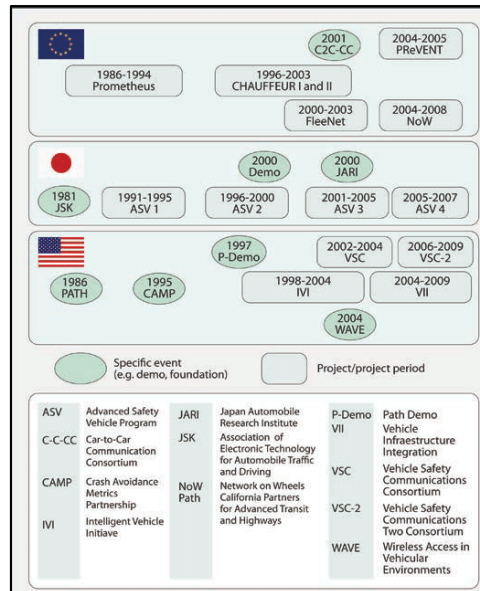 2001
C2C-CC
2004-2005
PReVENT
1986-1994
Prometheus
1996-2003
CHAUFFEUR I and II
2000-2003
FleeNet
2004-2008
NoW
2000
Demo
2000
JARI
1981
JSK
1991-1995
ASV 1
1996-2000
ASV 2
2001-2005
ASV 3
2005-2007
ASV 4
1997
P-Demo
2002-2004
VSC
2006-2009
VSC-2
1986
PATH
1995
CAMP
1998-2004
IVI
2004-2009
VII
2004
WAVE
Specific event
(e.g. demo, foundation)
Project/project period
ASV Advanced Safety
Vehicle Program
C-C-CC Car-to-Car
Communication
Consortium
CAMP Crash Avoidance
Metrics
Partnership
IVI Intelligent Vehicle
Initiave
JARI Japan Automobile
Research Institute
JSK Association of
Electronic Technology
for Automobile Traffic
and Driving
NoW Network on Wheels
Path California Partners
for Advanced Transit
and Highways
P-Demo Path Demo
VII Vehicle
Infrastructure
Integration
VSC Vehicle Safety
Communications
Consortium
VSC-2 Vehicle Safety
Communications
Two Consortium
WAVE Wireless Access in
Vehicular
Environments